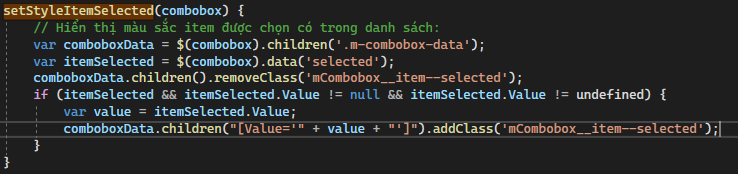 setStyleItemSelected(combobox) {
// Hiển thị màu sắc item được chọn có trong danh sách:
var comboboxData = $(combobox).children('.m-combobox-data');
var itemSelected = $(combobox).data('selected');
comboboxData.children().removeClass('mCombobox__item--selected');
if (itemSelected && itemSelected.Value != null && itemSelected.Value != undefined) {
var value = itemSelected.Value;
comboboxData.children("[Value='" + value + "']").addClass('mCombobox__item--selected');
}
}